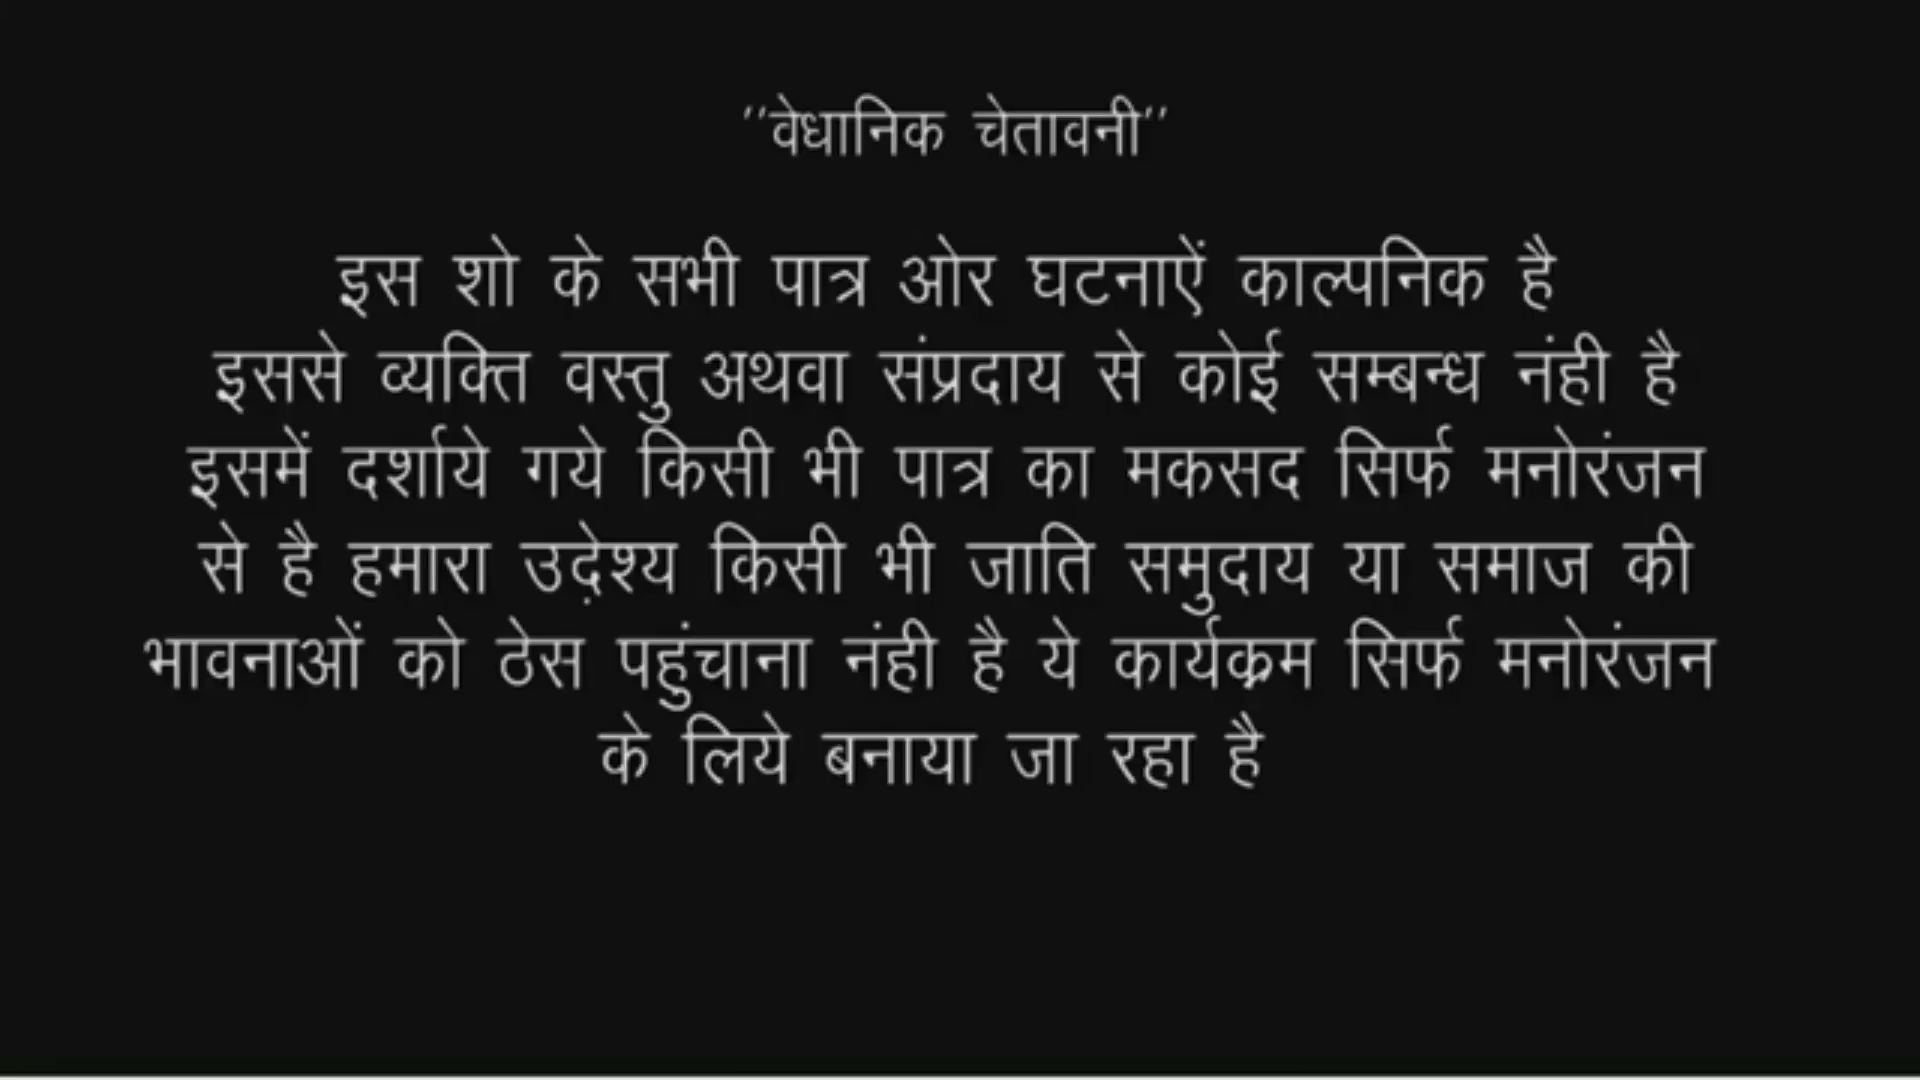 ''वेधानिक चेतावनी''
इस शो के सभी पात्र ओर घटनाऐं काल्पनिक है
इससे व्यक्ति वस्तु अथवा संप्रदाय से कोई सम्बन्ध नंही है
इसमें दर्शाये गये किसी भी पात्र का मकसद सिर्फ मनोरंजन
से है हमारा उद्देश्य किसी भी जाति समुदाय या समाज की
भावनाओं को ठेस पहुंचाना नंही है ये कार्यक्रम सिर्फ मनोरंजन
के लिये बनाया जा रहा है